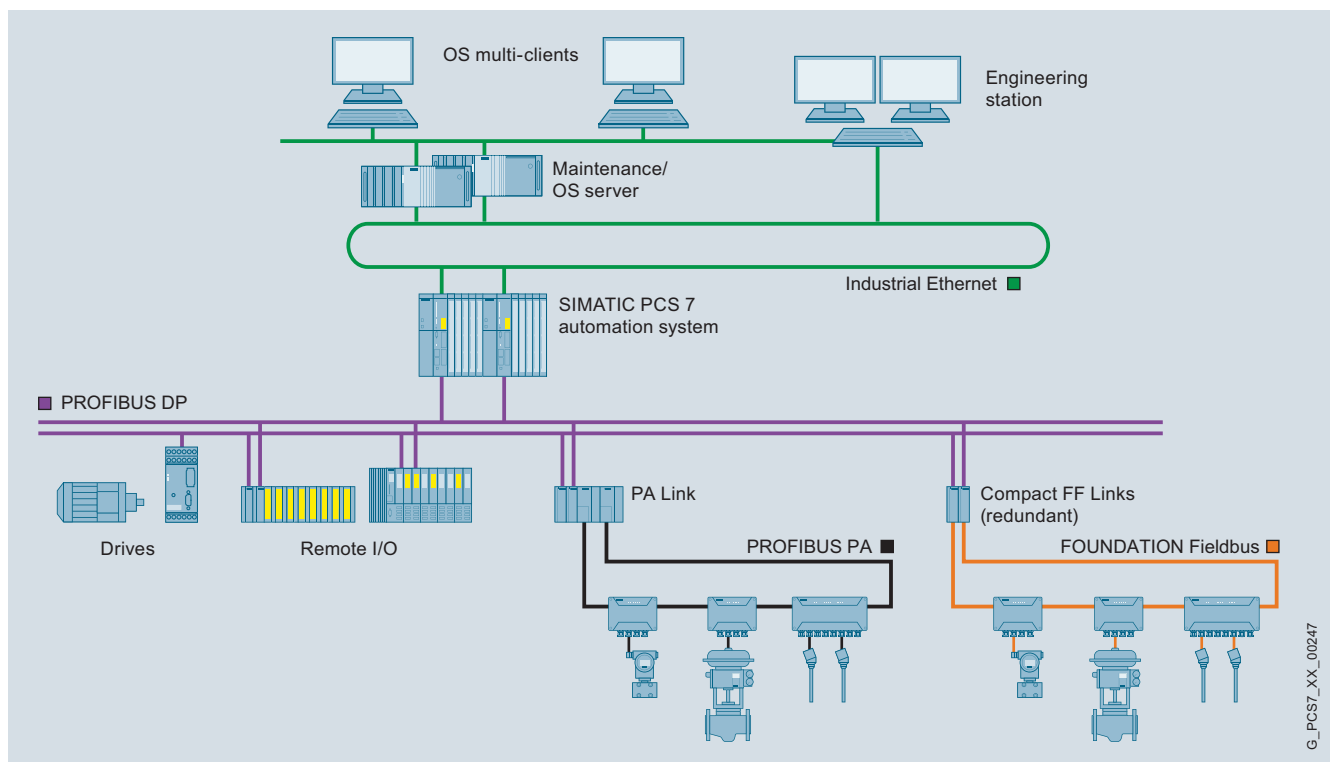 OS multi-clients
Engineering
station
Maintenance/
OS server
Industrial Ethernet
SIMATIC PCS 7
automation system
PROFIBUS DP
PA Link
Compact FF Links
(redundant)
Drives
Remote I/O
PROFIBUS PA
FOUNDATION Fieldbus
G_PCS7_XX_00247